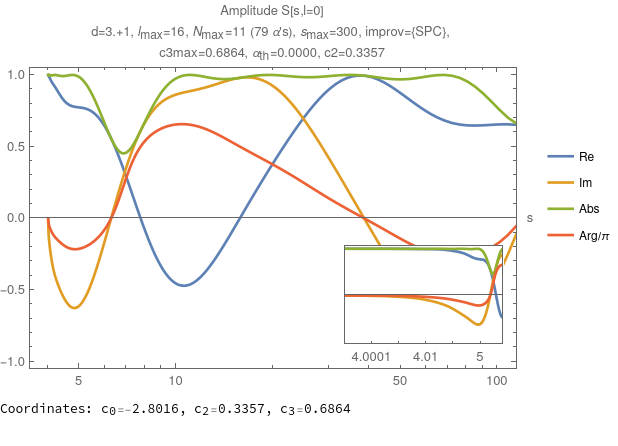 Amplitude S[s,l=0]
d=3.+1, lmax=16, Nmax=11 (79 α's), smax=300, improv={SPC},
c3max=0.6864, αth=0.0000, c2=0.3357
1.0
0.5
0.0
−0.5
−1.0
s
Re
Im
Abs
Arg/π
4.0001 4.01 5
5 10 50 100
Coordinates: c0=-2.8016, c2=0.3357, c3=0.6864